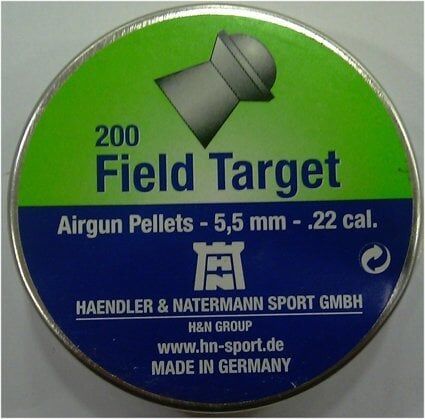 200
Field Target
Airgun Pellets - 5,5 mm - .22 cal.
HN
HAENDLER & NATERMANN SPORT GMBH
H&N GROUP
www.hn-sport.de
MADE IN GERMANY